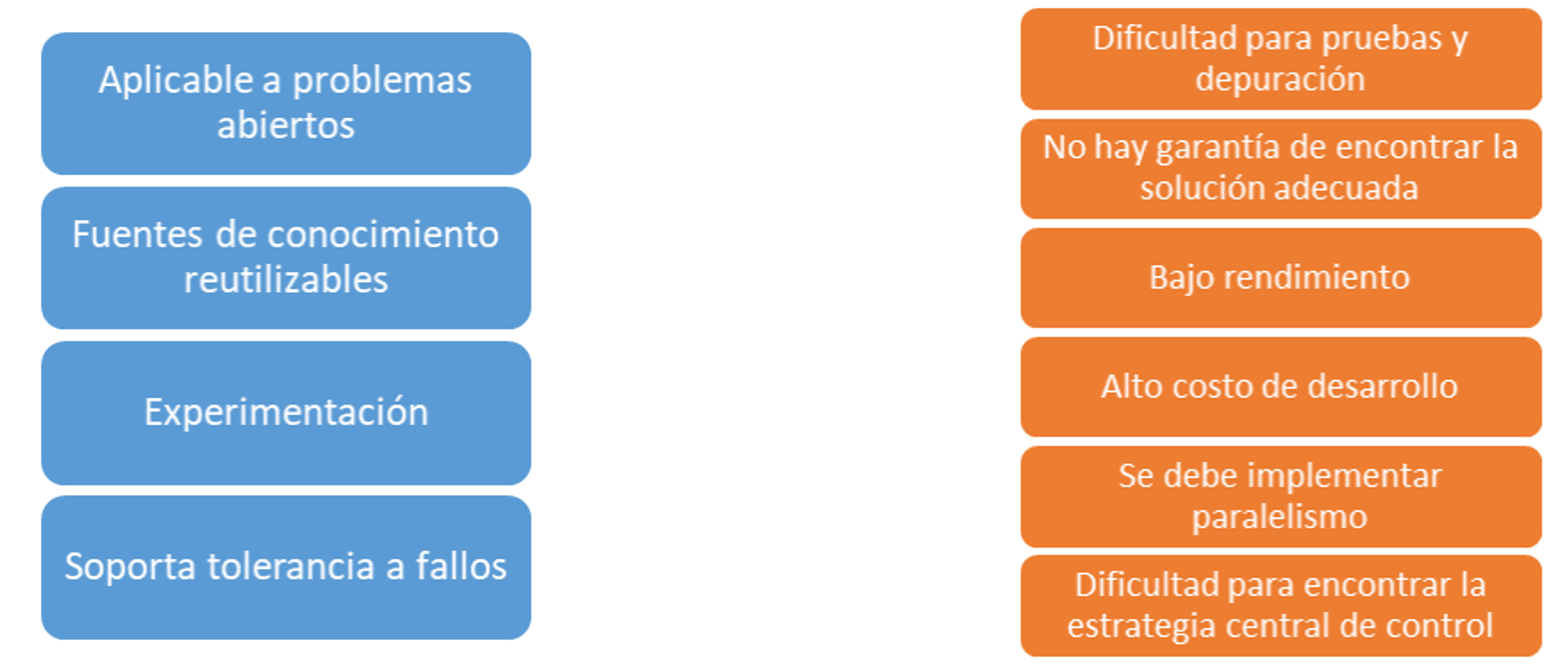 Aplicable a problemas
abiertos
Fuentes de conocimiento
reutilizables
Experimentación
Soporta tolerancia a fallos
Dificultad para pruebas y
depuración
No hay garantía de encontrar la
solución adecuada
Bajo rendimiento
Alto costo de desarrollo
Se debe implementar
paralelismo
Dificultad para encontrar la
estrategia central de control